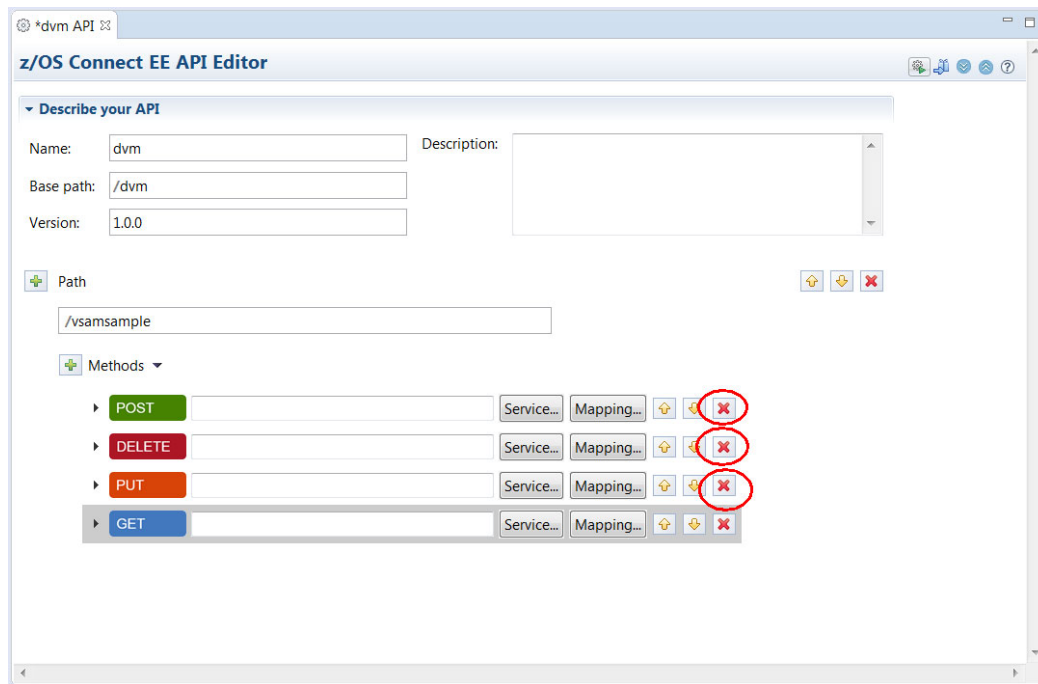 *dvm API
z/OS Connect EE API Editor
Describe your API
Name: dvm Description:
Base path: /dvm
Version: 1.0.0
Path
/vsamsample
Methods
POST Service... Mapping...
DELETE Service... Mapping...
PUT Service... Mapping...
GET Service... Mapping...